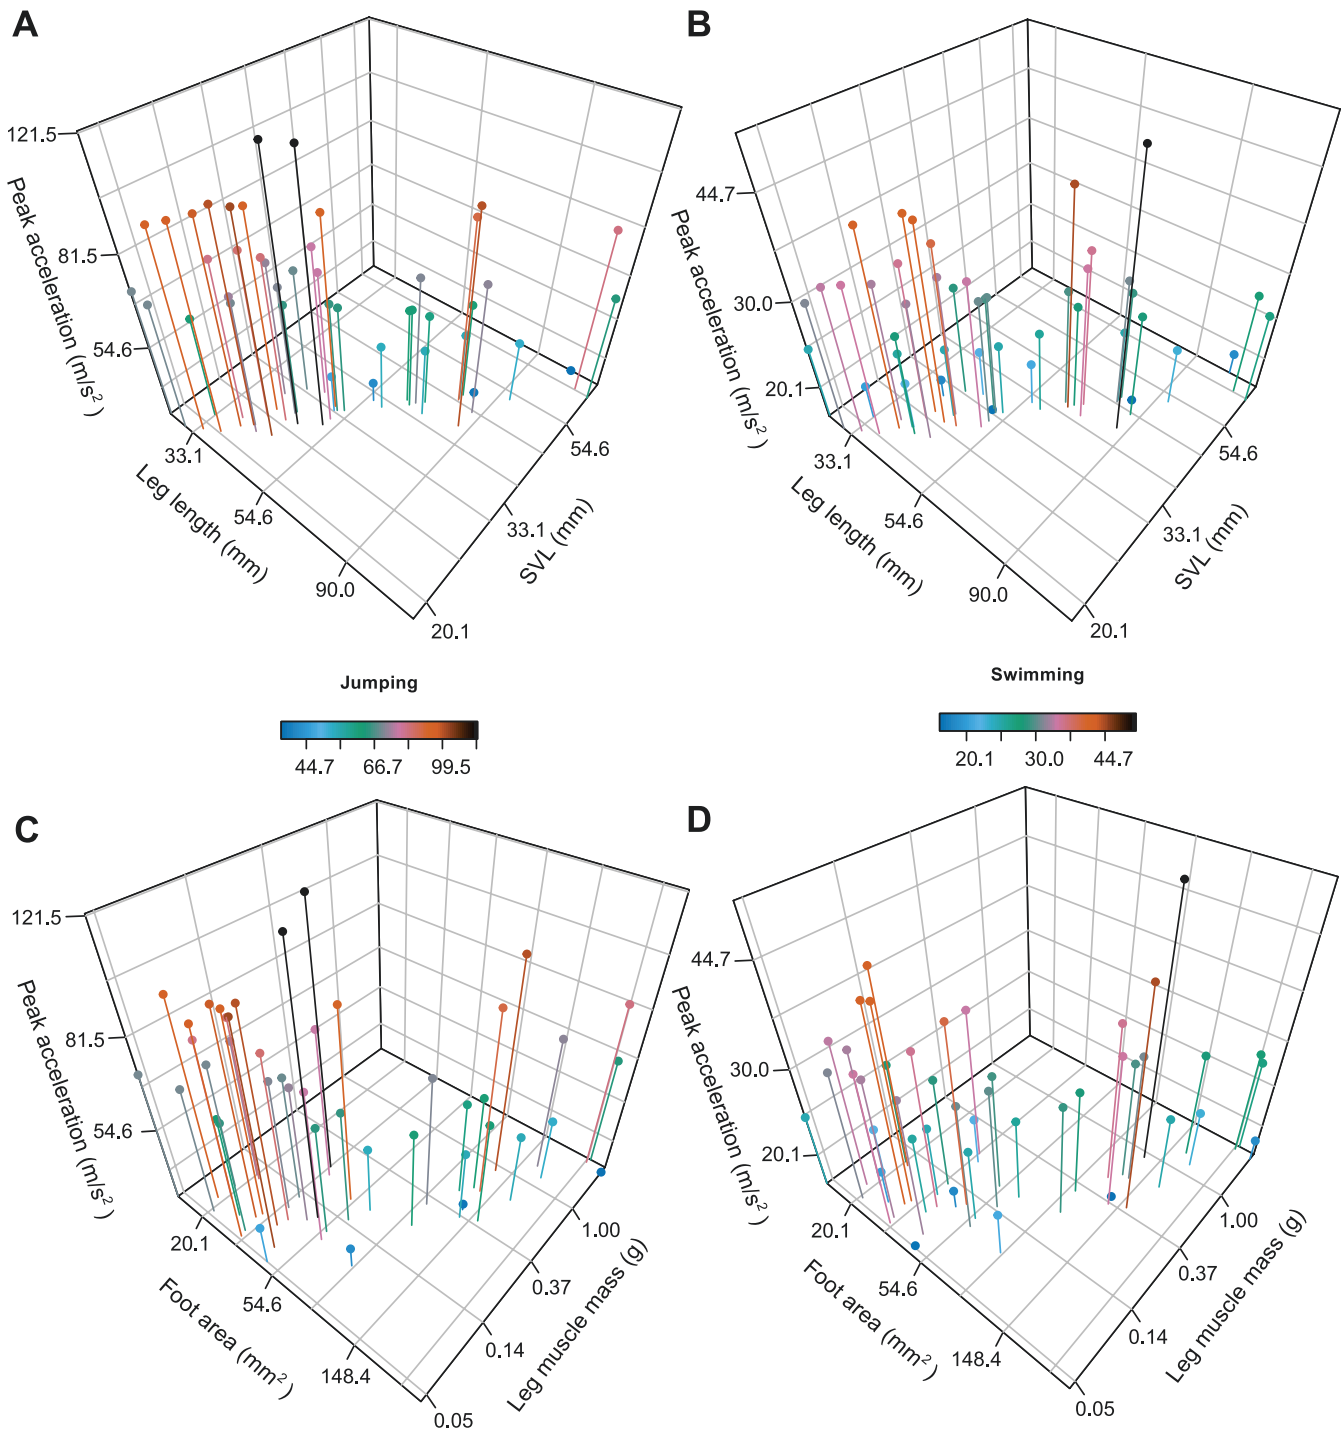 A
121.5
81.5
54.6
Peak acceleration (m/s²)
33.1
54.6
90.0
Leg length (mm)
54.6
33.1
20.1
SVL (mm)
B
44.7
30.0
20.1
Peak acceleration (m/s²)
33.1
54.6
90.0
Leg length (mm)
54.6
33.1
20.1
SVL (mm)
Jumping
44.7 66.7 99.5
Swimming
20.1 30.0 44.7
C
121.5
81.5
54.6
Peak acceleration (m/s²)
20.1
54.6
148.4
Foot area (mm²)
1.00
0.37
0.14
0.05
Leg muscle mass (g)
D
44.7
30.0
20.1
Peak acceleration (m/s²)
20.1
54.6
148.4
Foot area (mm²)
1.00
0.37
0.14
0.05
Leg muscle mass (g)